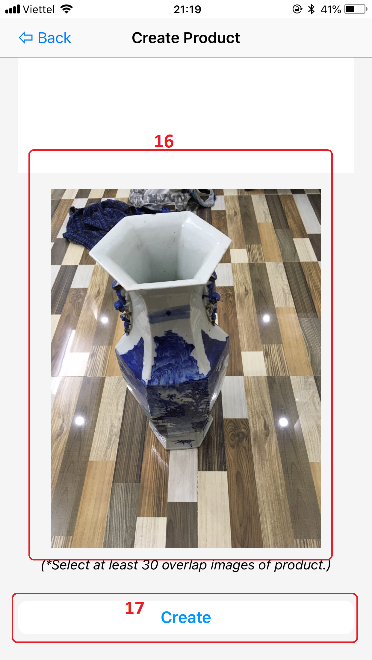 Viettel 21:19 41%
Back Create Product
16
(*Select at least 30 overlap images of product.)
17 Create